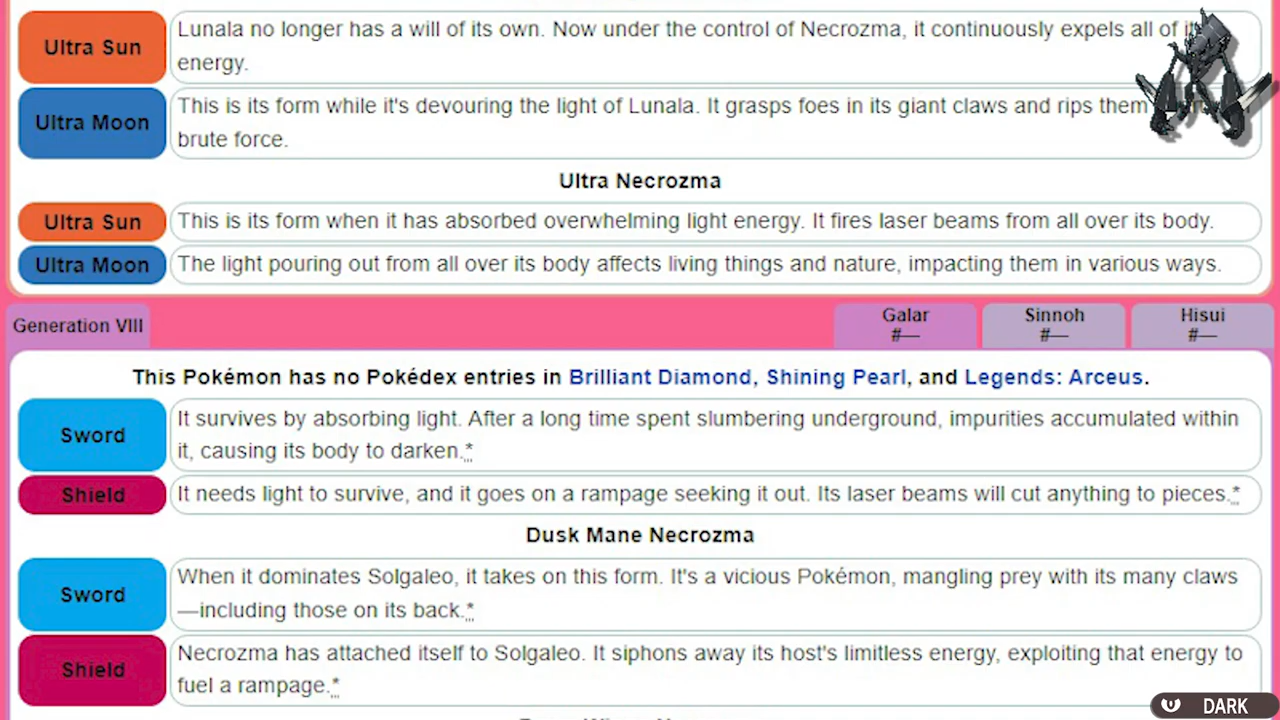 Ultra Sun
Lunala no longer has a will of its own. Now under the control of Necrozma, it continuously expels all of
energy.
Ultra Moon
This is its form while it's devouring the light of Lunala. It grasps foes in its giant claws and rips them
brute force.
Ultra Necrozma
Ultra Sun
This is its form when it has absorbed overwhelming light energy. It fires laser beams from all over its body.
Ultra Moon
The light pouring out from all over its body affects living things and nature, impacting them in various ways.
Generation VIII
Galar
#—
Sinnoh
#—
Hisui
#—
This Pokémon has no Pokédex entries in Brilliant Diamond, Shining Pearl, and Legends: Arceus.
Sword
It survives by absorbing light. After a long time spent slumbering underground, impurities accumulated within
it, causing its body to darken.*
Shield
It needs light to survive, and it goes on a rampage seeking it out. Its laser beams will cut anything to pieces.*
Dusk Mane Necrozma
Sword
When it dominates Solgaleo, it takes on this form. It's a vicious Pokémon, mangling prey with its many claws
—including those on its back.*
Shield
Necrozma has attached itself to Solgaleo. It siphons away its host's limitless energy, exploiting that energy to
fuel a rampage.*
DARK